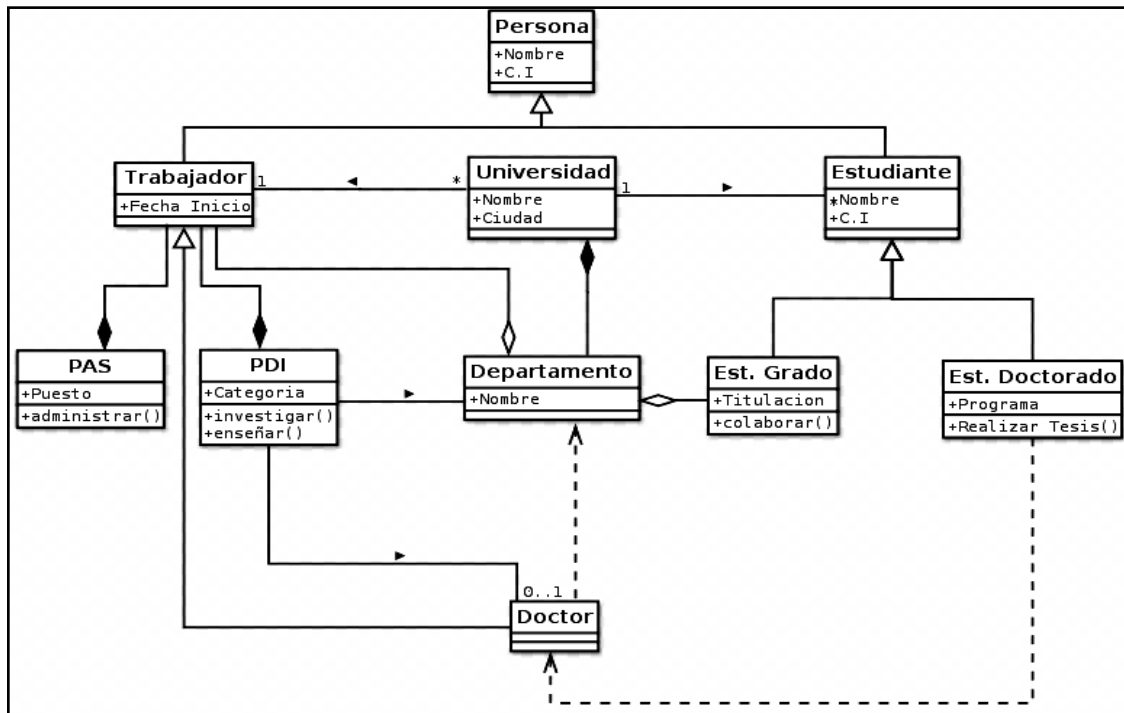 Persona
+Nombre
+C.I
Trabajador
+Fecha Inicio
1
*
Universidad
+Nombre
+Ciudad
1
Estudiante
*Nombre
+C.I
PAS
+Puesto
+administrar()
PDI
+Categoria
+investigar()
+enseñar()
Departamento
+Nombre
Est. Grado
+Titulacion
+colaborar()
Est. Doctorado
+Programa
+Realizar Tesis()
0..1
Doctor